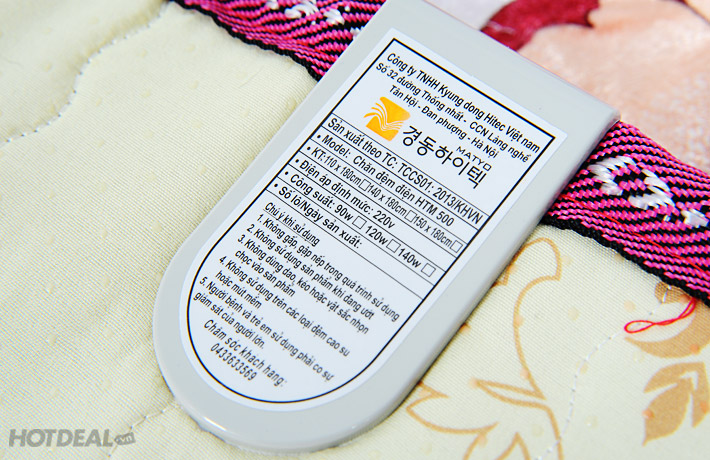 Công ty TNHH Kyung dong Hitec Việt nam
Số 32 đường Thống nhất - CCN Làng nghề
Tân Hội - Đan phượng - Hà Nội
MATYO
경동하이텍
Sản xuất theo TC: TCCS01: 2013/KHVN
• Model: Chăn đệm điện HTM 500
• KT:110 x 180cm□140 x 180cm□150 x 180cm□
• Điện áp định mức: 220v
• Công suất: 90w□ 120w□ 140w□
• Số lô/Ngày sản xuất:
Chú ý khi sử dụng
1. Không gấp, gập nếp trong quá trình sử dụng
2. Không sử dụng sản phẩm khi đang ướt
3. Không dùng dao, kéo hoặc vật sắc nhọn
chọc vào sản phẩm
4. Không sử dụng trên các loại đệm cao su
hoặc mút mềm
5. Người bệnh và trẻ em sử dụng phải có sự
giám sát của người lớn.
Chăm sóc khách hàng:
0433633569
HOTDEAL.vn